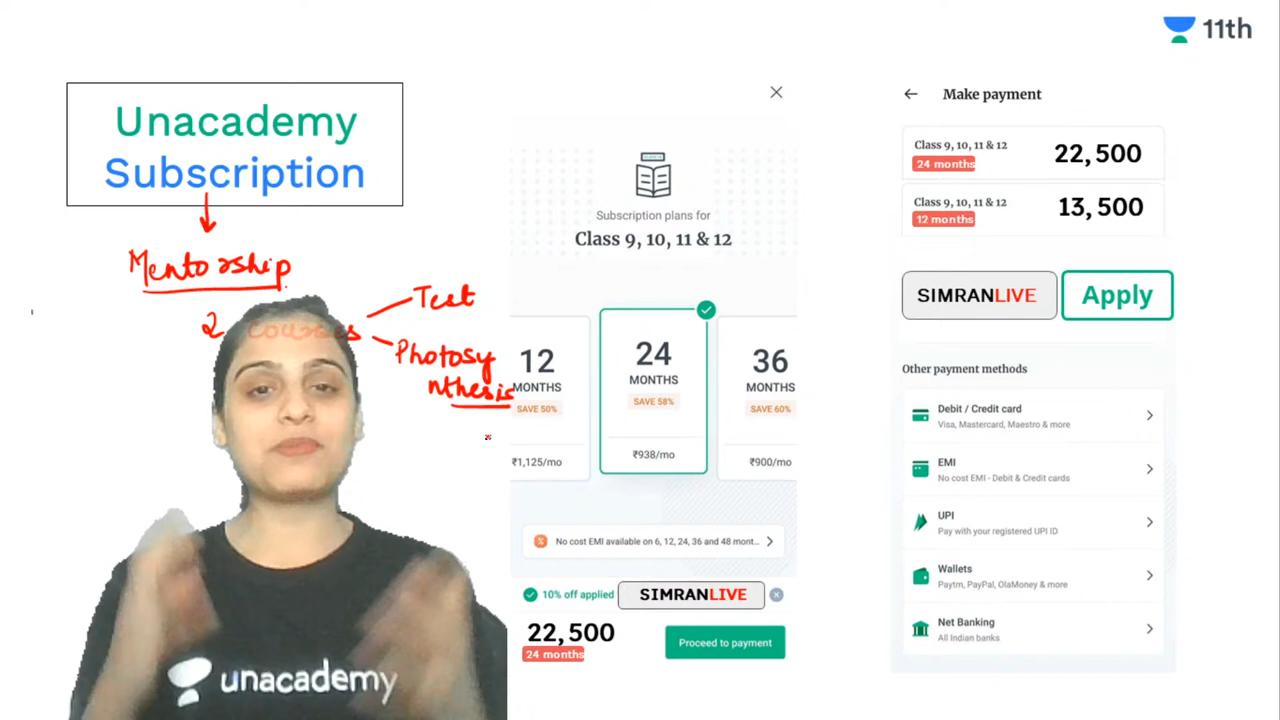 11th
Unacademy
Subscription
Mentorship
2 courses
Test
Photosy
nthesis
unacademy
Subscription plans for
Class 9, 10, 11 & 12
12
MONTHS
SAVE 50%
₹1,125/mo
24
MONTHS
SAVE 58%
₹938/mo
36
MONTHS
SAVE 60%
₹900/mo
No cost EMI available on 6, 12, 24, 36 and 48 mont...
10% off applied
SIMRANLIVE
22,500
24 months
Proceed to payment
Make payment
Class 9, 10, 11 & 12
24 months
22,500
Class 9, 10, 11 & 12
12 months
13,500
SIMRANLIVE
Apply
Other payment methods
Debit / Credit card
Visa, Mastercard, Maestro & more
EMI
No cost EMI - Debit & Credit cards
UPI
Pay with your registered UPI ID
Wallets
Paytm, PayPal, OlaMoney & more
Net Banking
All Indian banks